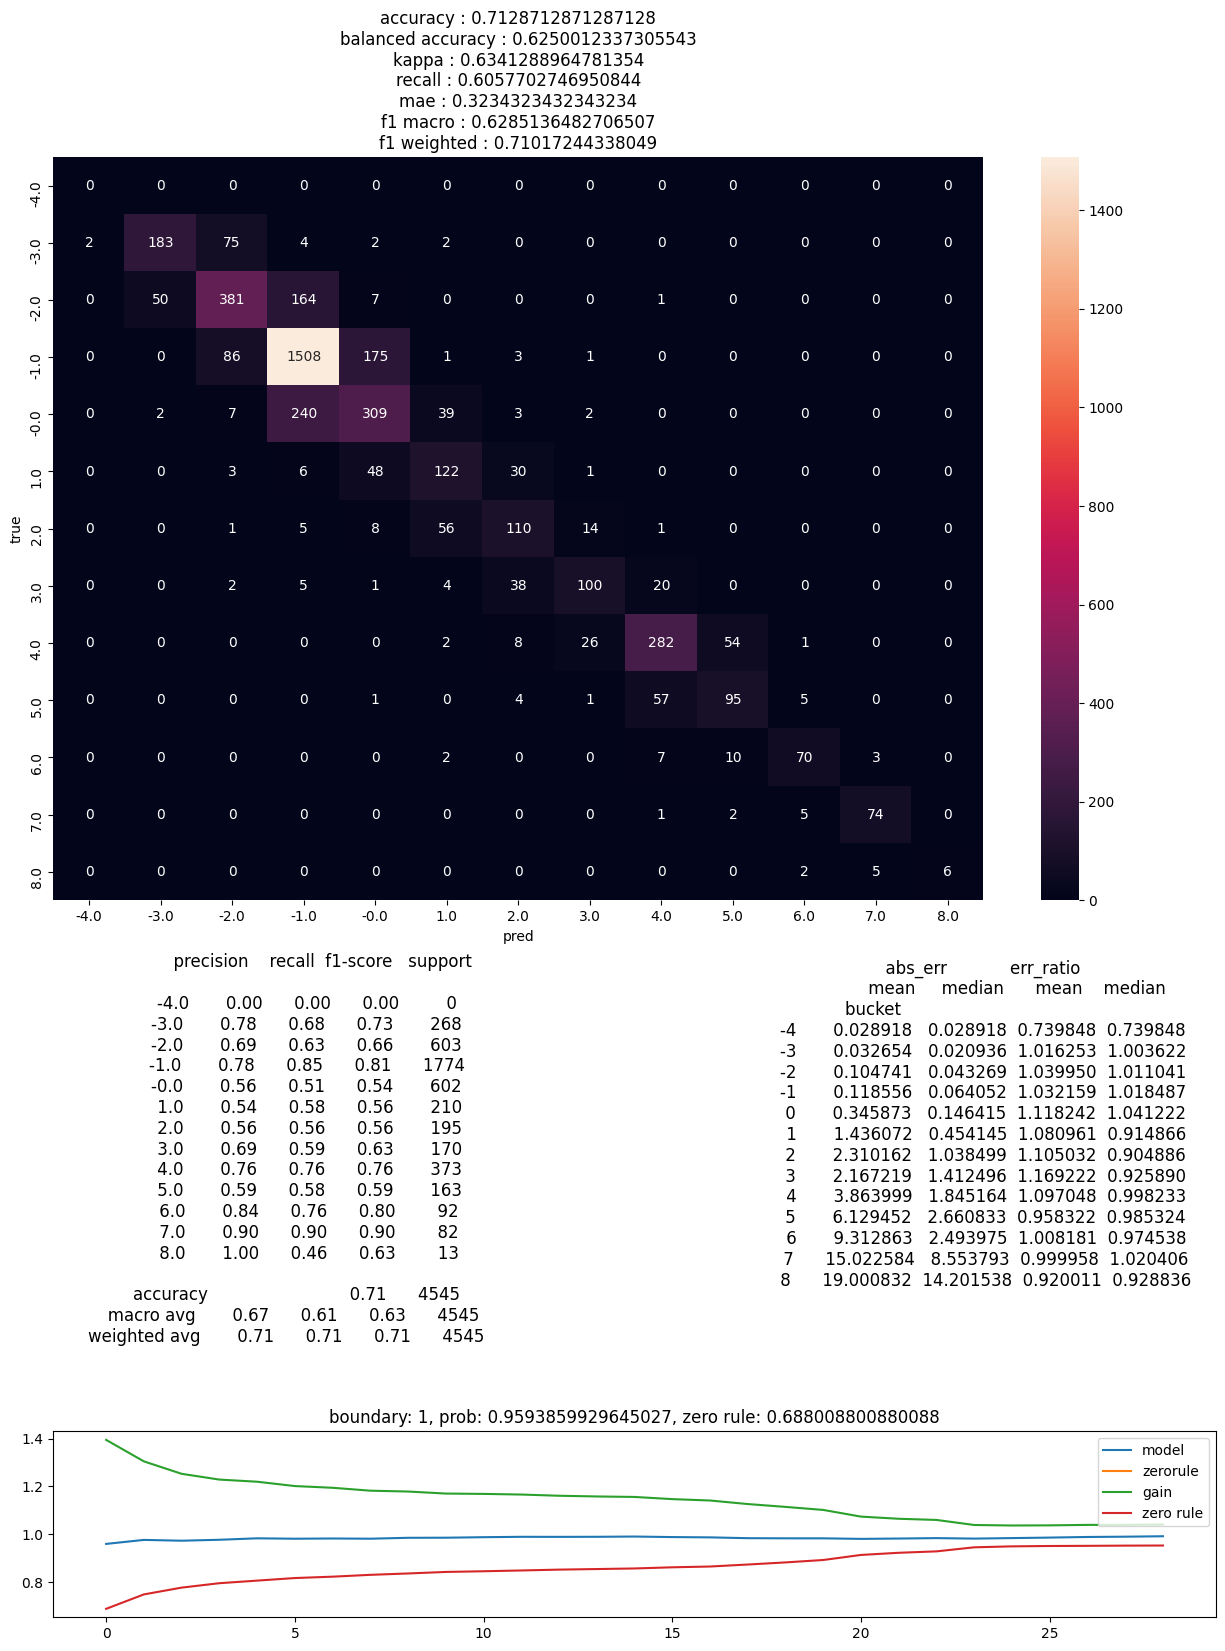 accuracy : 0.7128712871287128
balanced accuracy : 0.6250012337305543
kappa : 0.6341288964781354
recall : 0.6057702746950844
mae : 0.3234323432343234
f1 macro : 0.6285136482706507
f1 weighted : 0.71017244338049
-4.0 0 0 0 0 0 0 0 0 0 0 0 0 0
-3.0 2 183 75 4 2 2 0 0 0 0 0 0 0
-2.0 0 50 381 164 7 0 0 0 1 0 0 0 0
-1.0 0 0 86 1508 175 1 3 1 0 0 0 0 0
-0.0 0 2 7 240 309 39 3 2 0 0 0 0 0
1.0 0 0 3 6 48 122 30 1 0 0 0 0 0
2.0 0 0 1 5 8 56 110 14 1 0 0 0 0
3.0 0 0 2 5 1 4 38 100 20 0 0 0 0
4.0 0 0 0 0 0 2 8 26 282 54 1 0 0
5.0 0 0 0 0 1 0 4 1 57 95 5 0 0
6.0 0 0 0 0 0 2 0 0 7 10 70 3 0
7.0 0 0 0 0 0 0 0 0 1 2 5 74 0
8.0 0 0 0 0 0 0 0 0 0 0 2 5 6
true
-4.0 -3.0 -2.0 -1.0 -0.0 1.0 2.0 3.0 4.0 5.0 6.0 7.0 8.0
pred
1400
1200
1000
800
600
400
200
0
precision recall f1-score support
-4.0 0.00 0.00 0.00 0
-3.0 0.78 0.68 0.73 268
-2.0 0.69 0.63 0.66 603
-1.0 0.78 0.85 0.81 1774
-0.0 0.56 0.51 0.54 602
1.0 0.54 0.58 0.56 210
2.0 0.56 0.56 0.56 195
3.0 0.69 0.59 0.63 170
4.0 0.76 0.76 0.76 373
5.0 0.59 0.58 0.59 163
6.0 0.84 0.76 0.80 92
7.0 0.90 0.90 0.90 82
8.0 1.00 0.46 0.63 13
accuracy 0.71 4545
macro avg 0.67 0.61 0.63 4545
weighted avg 0.71 0.71 0.71 4545
abs_err err_ratio
mean median mean median
bucket
-4 0.028918 0.028918 0.739848 0.739848
-3 0.032654 0.020936 1.016253 1.003622
-2 0.104741 0.043269 1.039950 1.011041
-1 0.118556 0.064052 1.032159 1.018487
0 0.345873 0.146415 1.118242 1.041222
1 1.436072 0.454145 1.080961 0.914866
2 2.310162 1.038499 1.105032 0.904886
3 2.167219 1.412496 1.169222 0.925890
4 3.863999 1.845164 1.097048 0.998233
5 6.129452 2.660833 0.958322 0.985324
6 9.312863 2.493975 1.008181 0.974538
7 15.022584 8.553793 0.999958 1.020406
8 19.000832 14.201538 0.920011 0.928836
boundary: 1, prob: 0.9593859929645027, zero rule: 0.688008800880088
1.4
1.2
1.0
0.8
model
zerorule
gain
zero rule
0 5 10 15 20 25